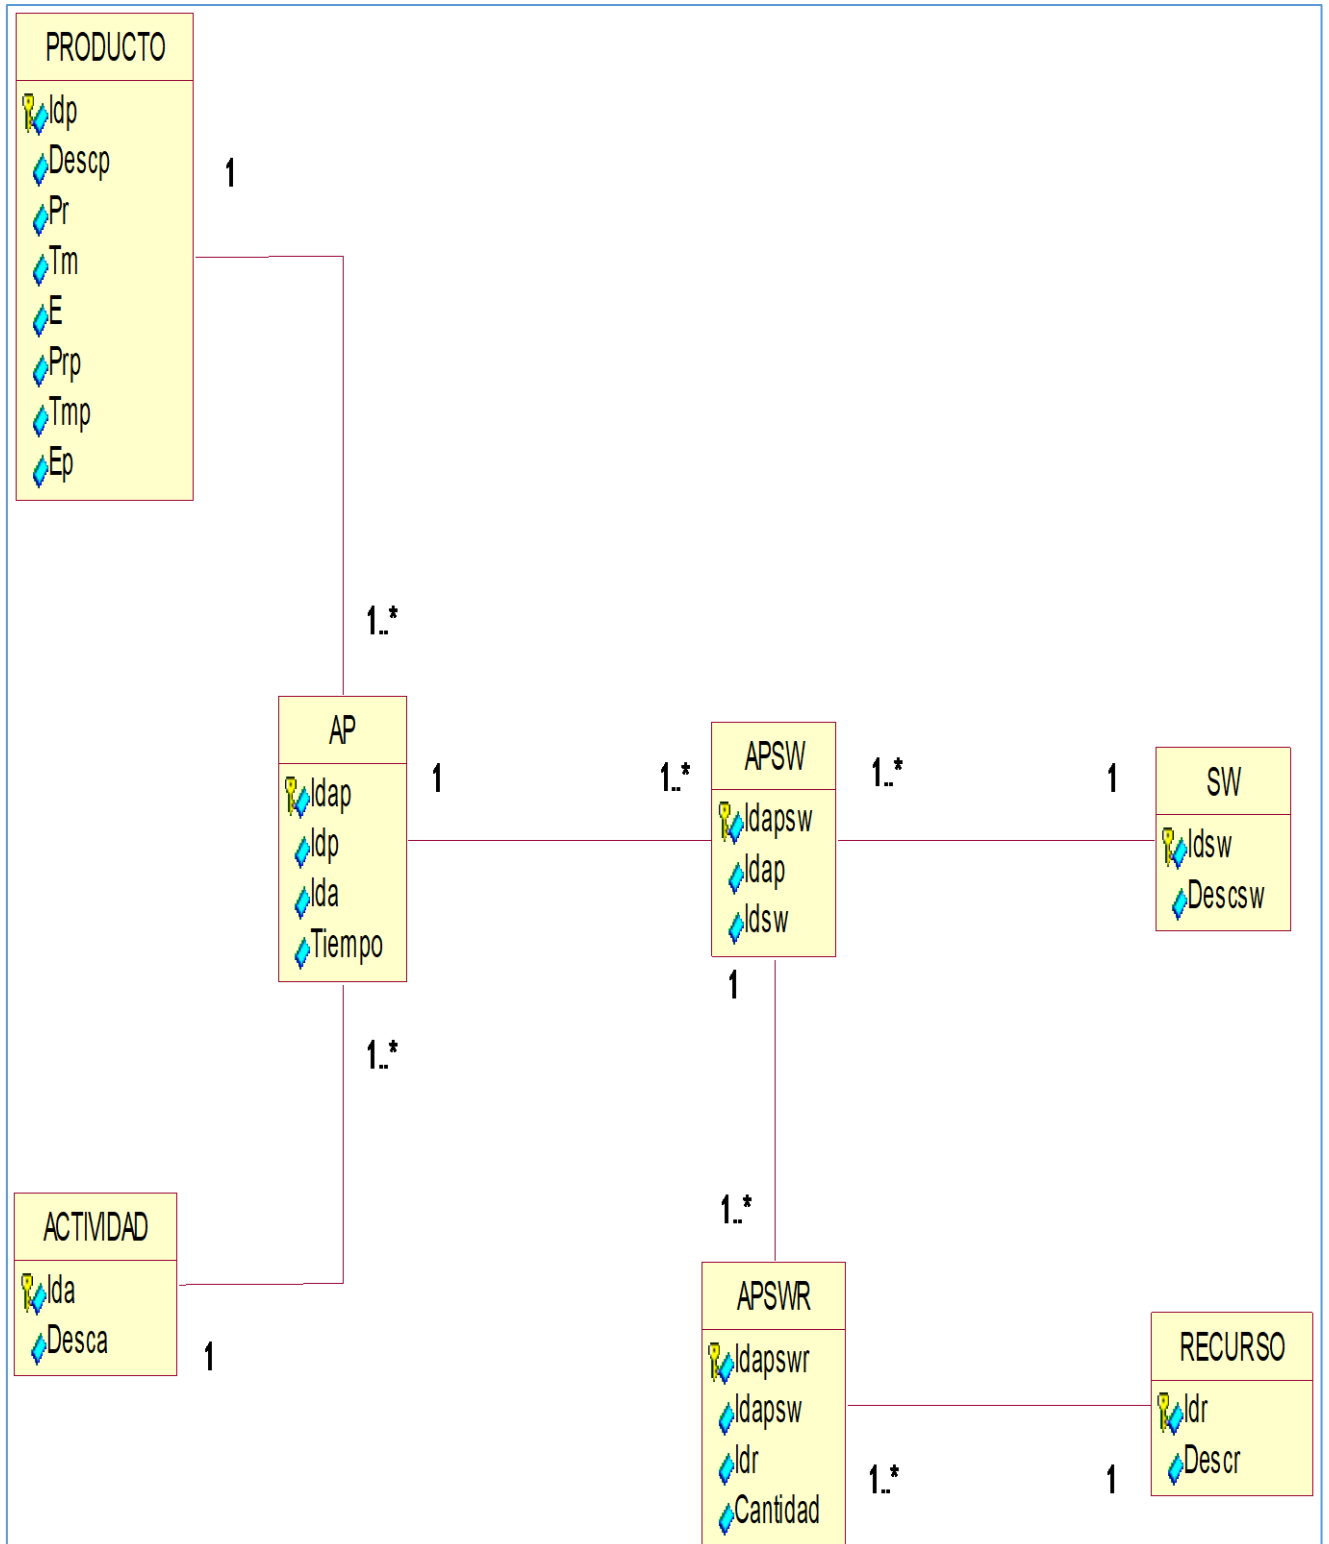 PRODUCTO
Idp
Descp
Pr
Tm
E
Prp
Tmp
Ep
1
1..*
AP
Idap
Idp
Ida
Tiempo
1
1..*
APSW
Idapsw
Idap
Idsw
1..*
1
SW
Idsw
Descsw
1
1..*
1..*
ACTIVIDAD
Ida
Desca
1
APSWR
Idapswr
Idapsw
Idr
Cantidad
1..*
1
RECURSO
Idr
Descr